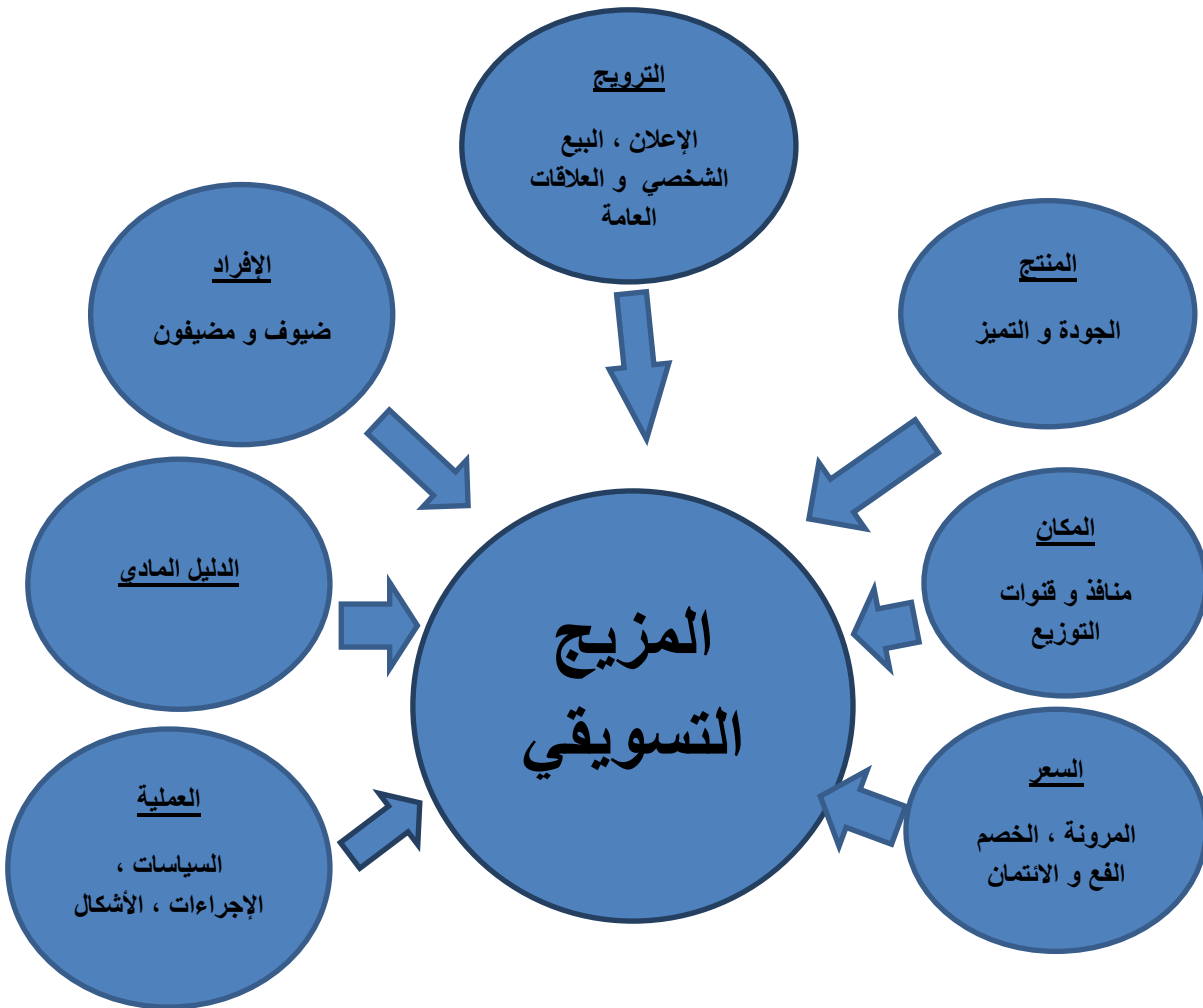 الترويج
الإعلان ، البيع
الشخصي و العلاقات
العامة
المنتج
الجودة و التميز
الإفراد
ضيوف و مضيفون
المكان
منافذ و قنوات
التوزيع
الدليل المادي
المزيج
التسويقي
السعر
المرونة ، الخصم
الفع و الائتمان
العملية
السياسات ،
الإجراءات ، الأشكال